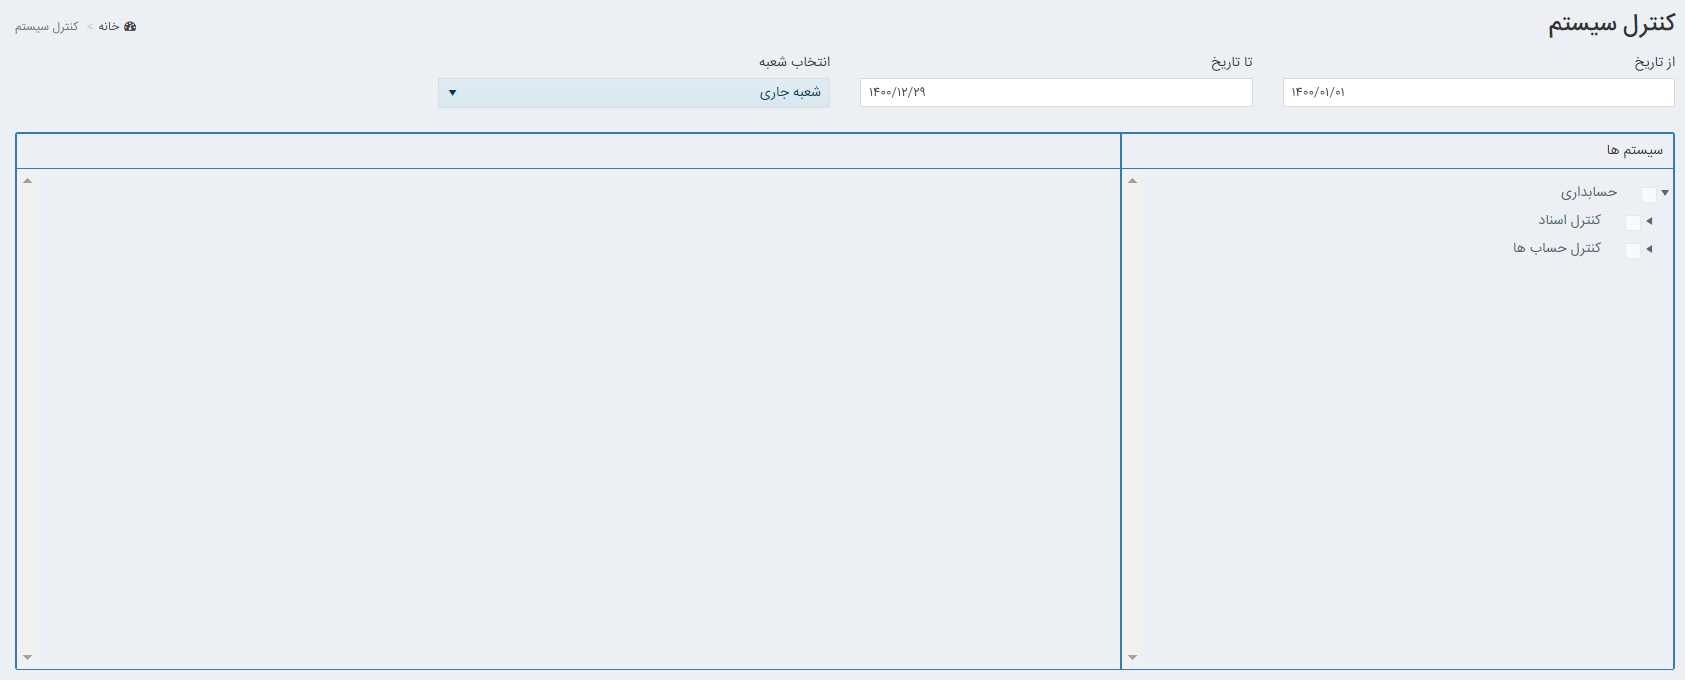 کنترل سیستم
خانه > کنترل سیستم
از تاریخ
تا تاریخ
انتخاب شعبه
۱۴۰۰/۰۱/۰۱
۱۴۰۰/۱۲/۲۹
شعبه جاری
سیستم ها
حسابداری
کنترل اسناد
کنترل حساب ها